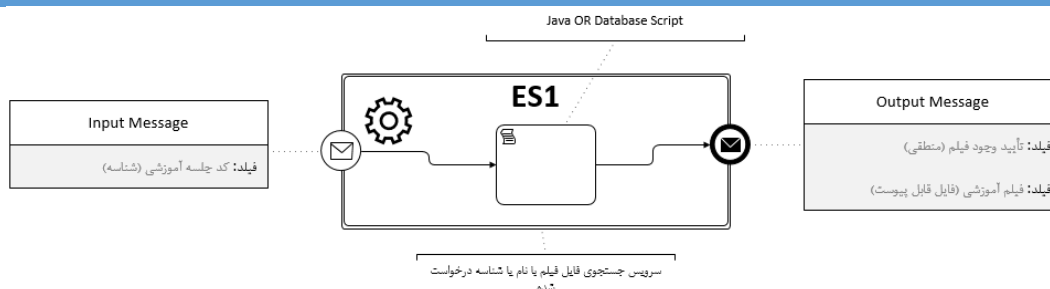 Java OR Database Script
ES1
Input Message
فیلد: کد جلسه آموزشی (شناسه)
Output Message
فیلد: تأیید وجود فیلم (منطقی)
فیلد: فیلم آموزشی (فایل قابل پیوست)
سرویس جستجوی فایل فیلم با نام یا شناسه درخواست
شده